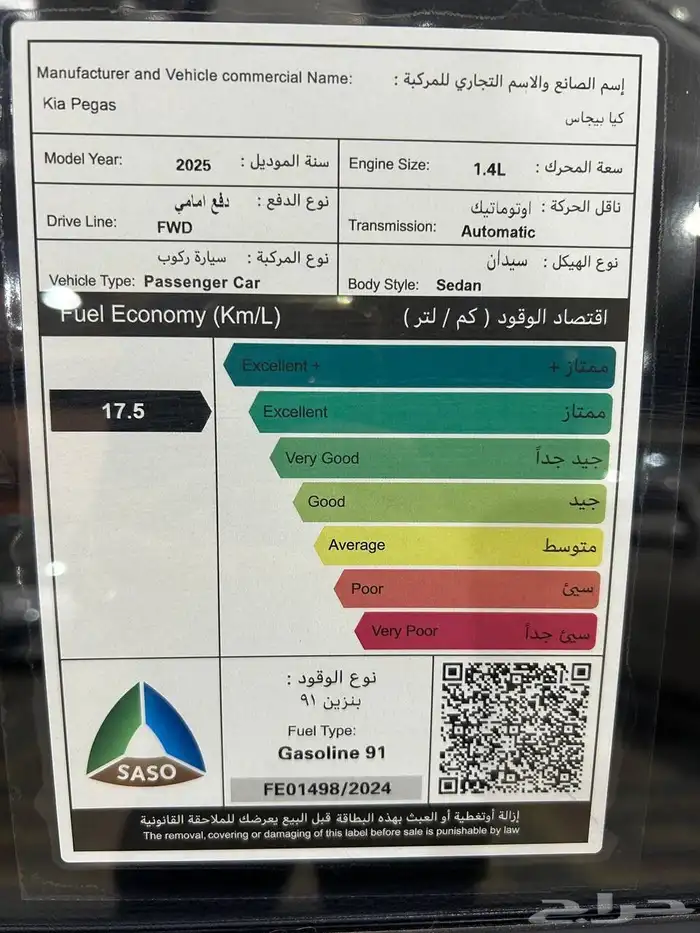 Manufacturer and Vehicle commercial Name: إسم الصانع والاسم التجاري للمركبة :
Kia Pegas كيا بيجاس
Model Year: 2025 سنة الموديل :
Engine Size: 1.4L سعة المحرك :
دفع امامي نوع الدفع :
Drive Line: FWD
ناقل الحركة : اوتوماتيك
Transmission: Automatic
نوع المركبة : سيارة ركوب
Vehicle Type: Passenger Car
نوع الهيكل : سيدان
Body Style: Sedan
Fuel Economy (Km/L) اقتصاد الوقود ( كم / لتر )
17.5
Excellent + ممتاز +
Excellent ممتاز
Very Good جيد جداً
Good جيد
Average متوسط
Poor سيئ
Very Poor سيئ جداً
SASO
نوع الوقود :
بنزين ٩١
Fuel Type:
Gasoline 91
FE01498/2024
إزالة أوتغطية أو العبث بهذه البطاقة قبل البيع يعرضك للملاحقة القانونية
The removal, covering or damaging of this label before sale is punishable by law
حراج